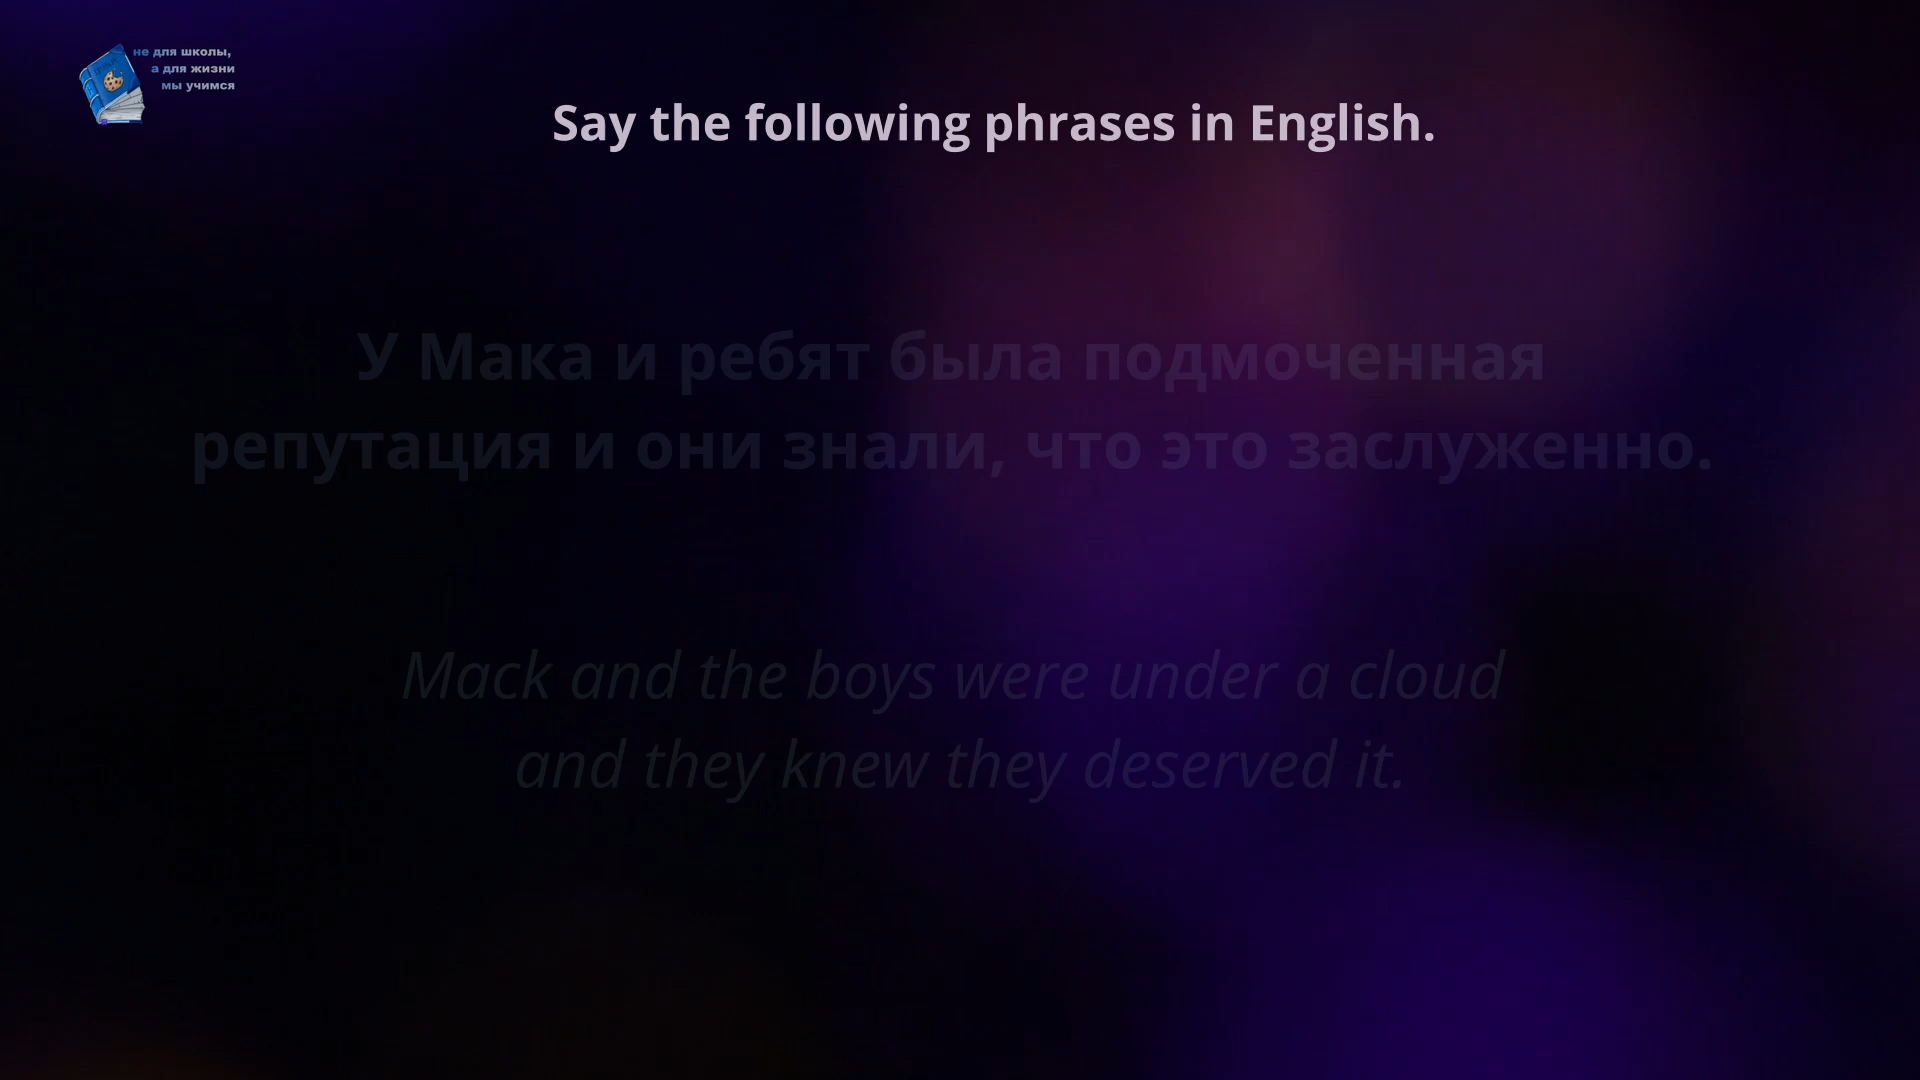 не для школы,
а для жизни
мы учимся
Say the following phrases in English.
У Мака и ребят была подмоченная
репутация и они знали, что это заслуженно.
Mack and the boys were under a cloud
and they knew they deserved it.